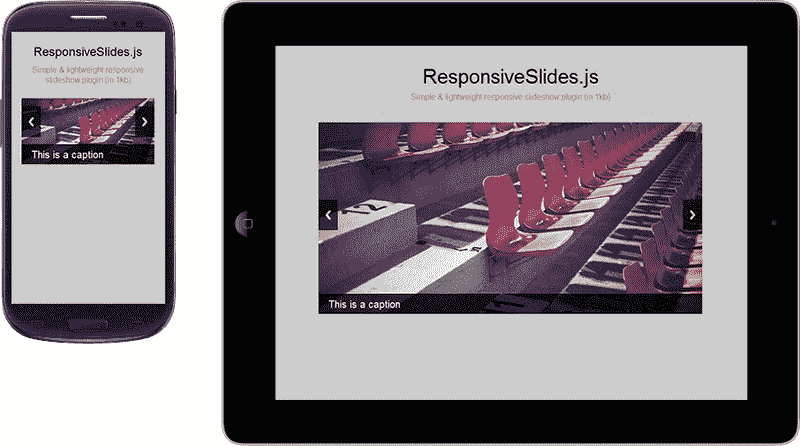 ResponsiveSlides.js
Simple & lightweight responsive
slideshow plugin (in 1kb)
This is a caption
ResponsiveSlides.js
Simple & lightweight responsive slideshow plugin (in 1kb)
This is a caption